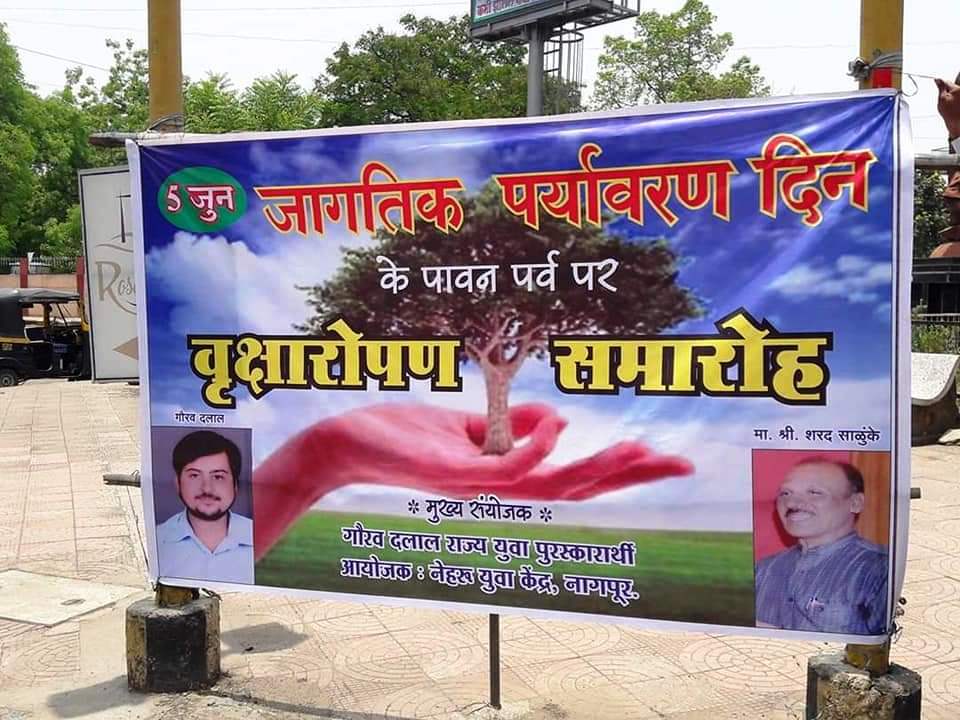 5 जुन
जागतिक पर्यावरण दिन
के पावन पर्व पर
वृक्षारोपण समारोह
गौरव दलाल
मा. श्री. शरद साळुंके
* मुख्य संयोजक *
गौरव दलाल राज्य युवा पुरस्कारार्थी
आयोजक : नेहरू युवा केंद्र, नागपूर.